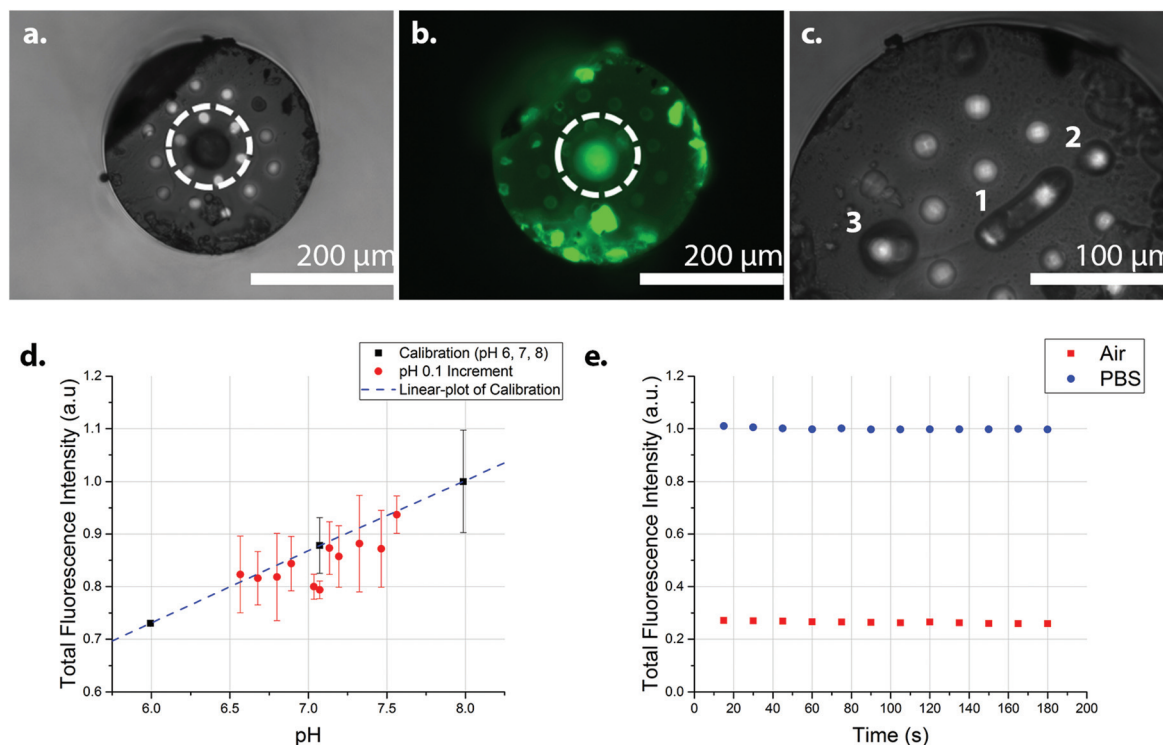 a.
200 μm
b.
200 μm
c.
1
2
3
100 μm
d.
Calibration (pH 6, 7, 8)
pH 0.1 Increment
Linear-plot of Calibration
Total Fluorescence Intensity (a.u)
1.2
1.1
1.0
0.9
0.8
0.7
0.6
6.0
6.5
7.0
7.5
8.0
pH
e.
Air
PBS
Total Fluorescence Intensity (a.u.)
1.2
1.0
0.8
0.6
0.4
0.2
0.0
0
20
40
60
80
100
120
140
160
180
200
Time (s)